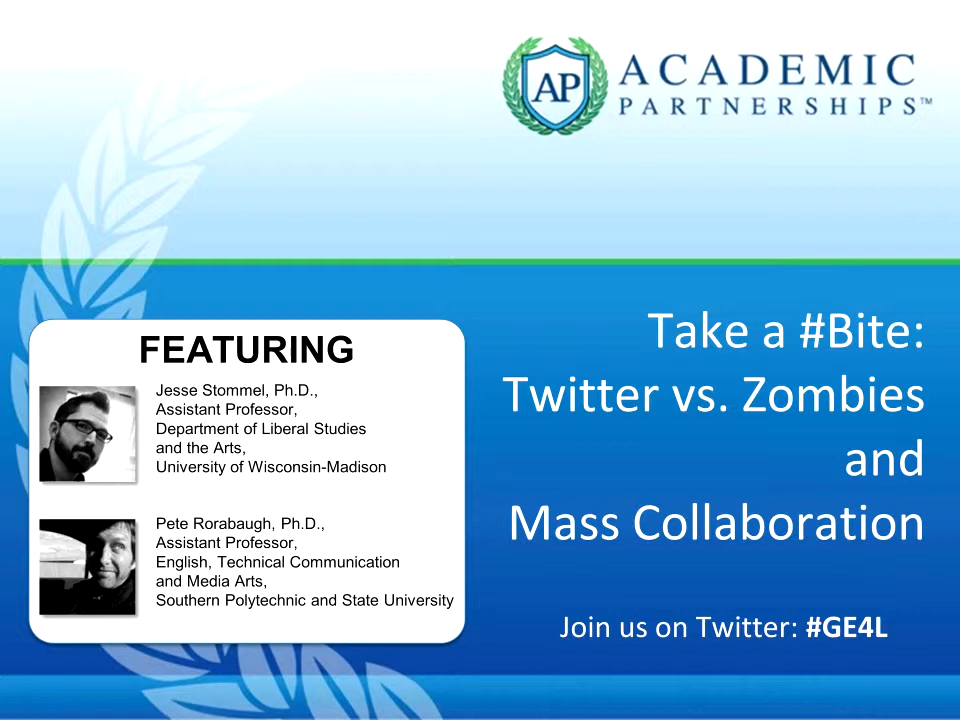 AP ACADEMIC
PARTNERSHIPS™
FEATURING
Jesse Stommel, Ph.D.,
Assistant Professor,
Department of Liberal Studies
and the Arts,
University of Wisconsin-Madison
Pete Rorabaugh, Ph.D.,
Assistant Professor,
English, Technical Communication
and Media Arts,
Southern Polytechnic and State University
Take a #Bite:
Twitter vs. Zombies
and
Mass Collaboration
Join us on Twitter: #GE4L